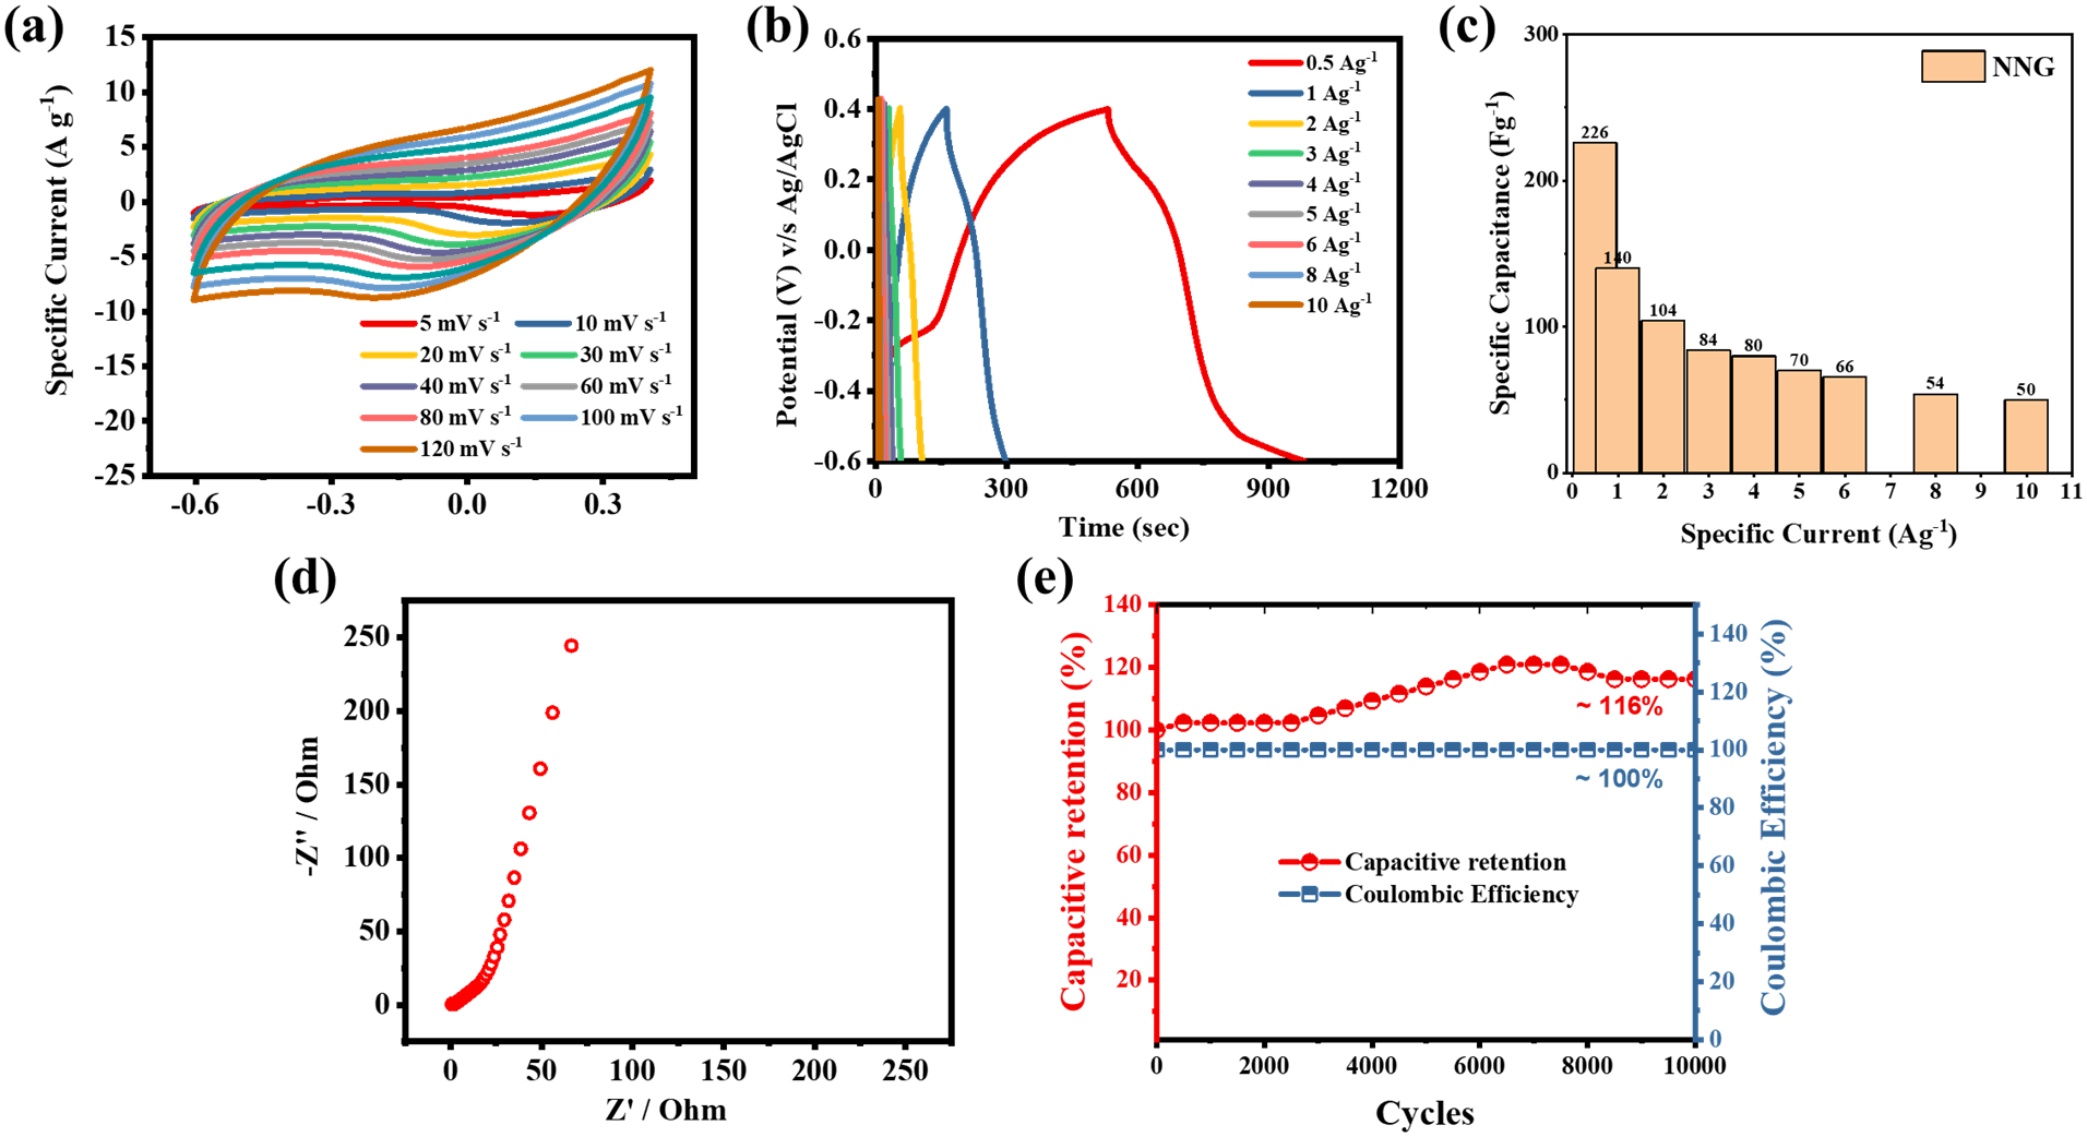 (a)
15
10
5
0
-5
-10
-15
-20
-25
-0.6
-0.3
0.0
0.3
Specific Current (A g⁻¹)
5 mV s⁻¹ 10 mV s⁻¹
20 mV s⁻¹ 30 mV s⁻¹
40 mV s⁻¹ 60 mV s⁻¹
80 mV s⁻¹ 100 mV s⁻¹
120 mV s⁻¹
(b)
0.6
0.4
0.2
0.0
-0.2
-0.4
-0.6
0
300
600
900
1200
Potential (V) v/s Ag/AgCl
Time (sec)
0.5 Ag⁻¹
1 Ag⁻¹
2 Ag⁻¹
3 Ag⁻¹
4 Ag⁻¹
5 Ag⁻¹
6 Ag⁻¹
8 Ag⁻¹
10 Ag⁻¹
(c)
300
200
100
0
Specific Capacitance (Fg⁻¹)
NNG
226
140
104
84
80
70
66
54
50
0
1
2
3
4
5
6
7
8
9
10
11
Specific Current (Ag⁻¹)
(d)
250
200
150
100
50
0
-Z'' / Ohm
0
50
100
150
200
250
Z' / Ohm
(e)
140
120
100
80
60
40
20
Capacitive retention (%)
~ 116%
~ 100%
Capacitive retention
Coulombic Efficiency
140
120
100
80
60
40
20
0
Coulombic Efficiency (%)
0
2000
4000
6000
8000
10000
Cycles